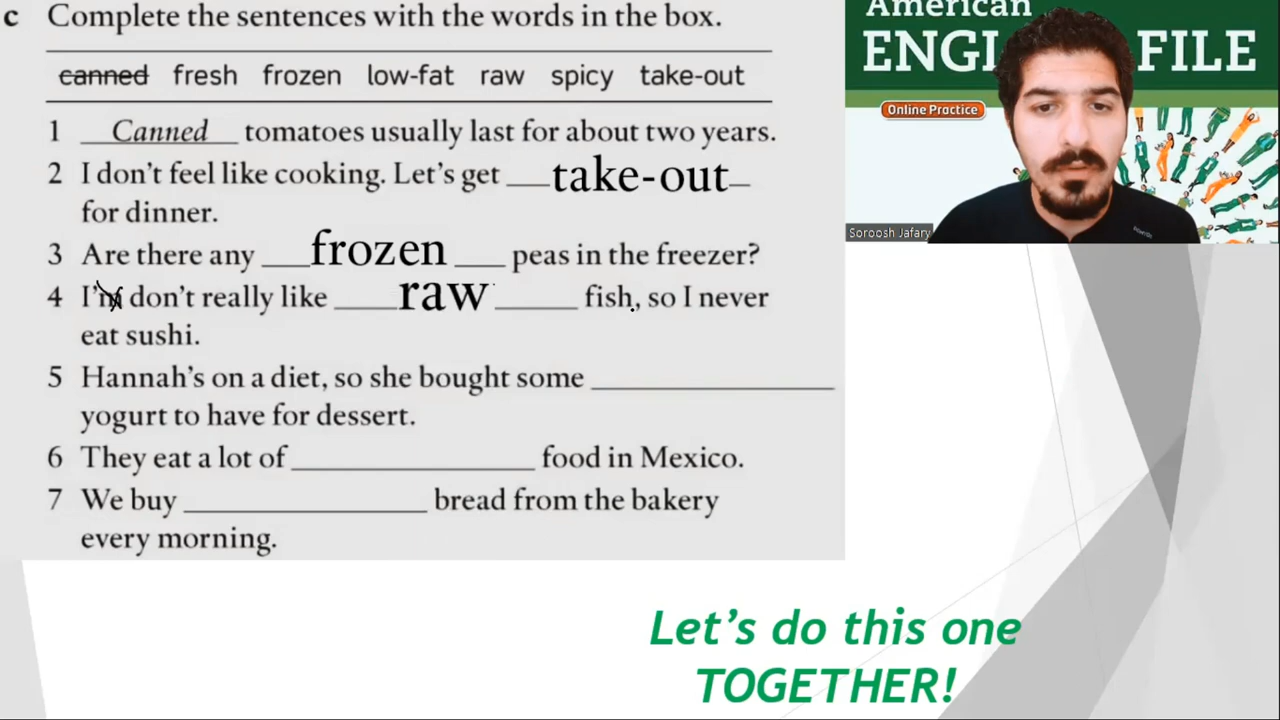 c Complete the sentences with the words in the box.
canned fresh frozen low-fat raw spicy take-out
1 Canned tomatoes usually last for about two years.
2 I don't feel like cooking. Let's get take-out
for dinner.
3 Are there any frozen peas in the freezer?
4 I'm don't really like raw fish, so I never
eat sushi.
5 Hannah's on a diet, so she bought some
yogurt to have for dessert.
6 They eat a lot of food in Mexico.
7 We buy bread from the bakery
every morning.
American
ENGL FILE
Online Practice
Soroosh Jafary
Let's do this one
TOGETHER!